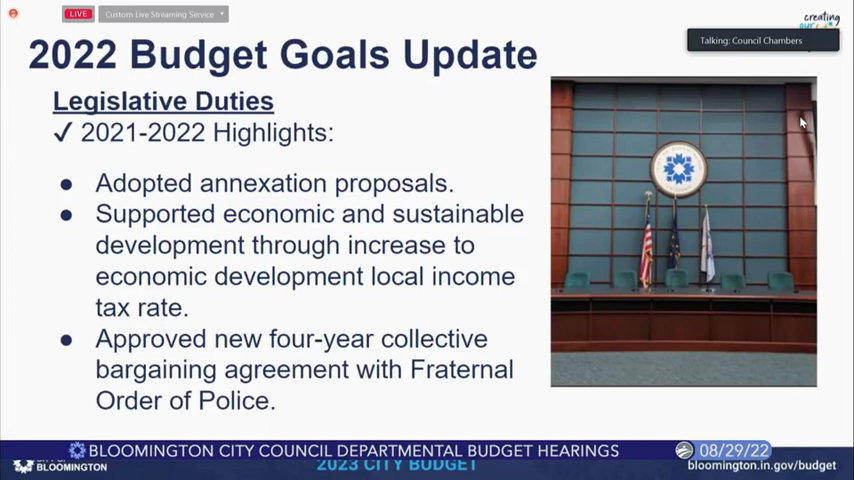 LIVE
Custom Live Streaming Service
creating
Talking: Council Chambers
2022 Budget Goals Update
Legislative Duties
✓ 2021-2022 Highlights:
● Adopted annexation proposals.
● Supported economic and sustainable
development through increase to
economic development local income
tax rate.
● Approved new four-year collective
bargaining agreement with Fraternal
Order of Police.
BLOOMINGTON CITY COUNCIL DEPARTMENTAL BUDGET HEARINGS
08/29/22
BLOOMINGTON
2023 CITY BUDGET
bloomington.in.gov/budget